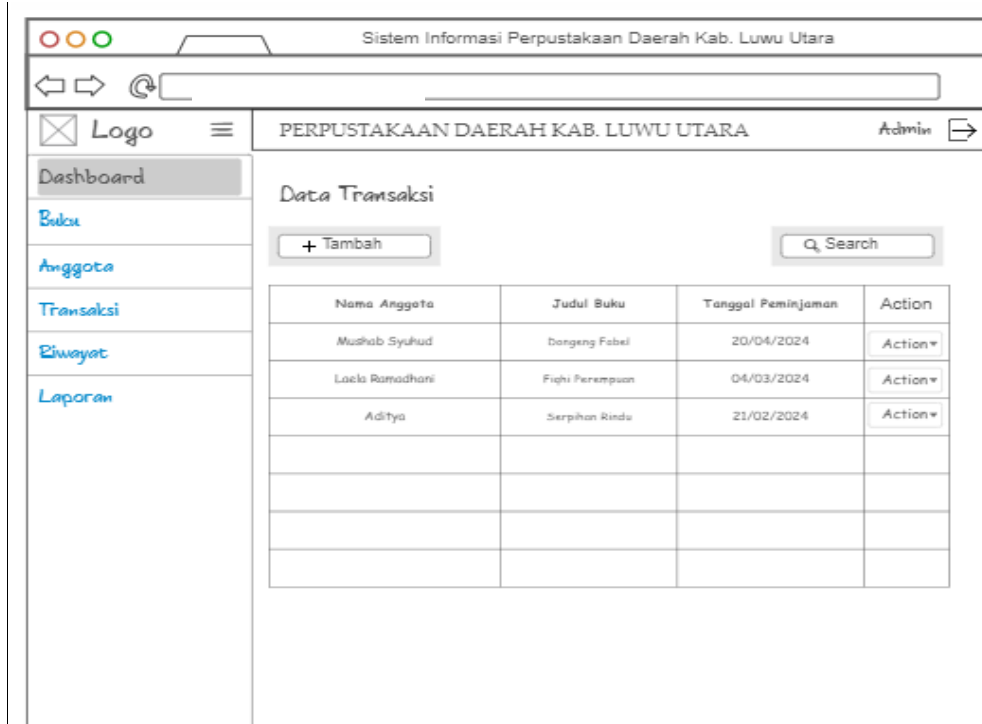 Sistem Informasi Perpustakaan Daerah Kab. Luwu Utara
Logo
PERPUSTAKAAN DAERAH KAB. LUWU UTARA
Admin
Dashboard
Buku
Anggota
Transaksi
Riwayat
Laporan
Data Transaksi
+ Tambah
Search
Nama Anggota Judul Buku Tanggal Peminjaman Action
Mushab Syuhud Dongeng Fabel 20/04/2024 Action
Laela Ramadhani Fiqhi Perempuan 04/03/2024 Action
Aditya Serpihan Rindu 21/02/2024 Action